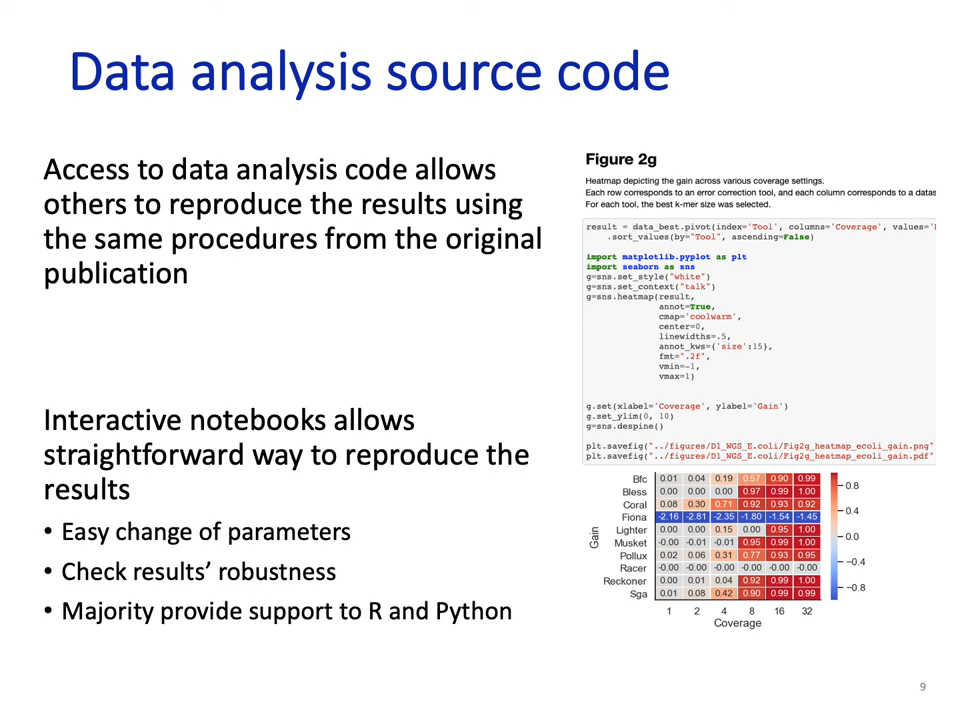 Data analysis source code
Access to data analysis code allows
others to reproduce the results using
the same procedures from the original
publication
Interactive notebooks allows
straightforward way to reproduce the
results
• Easy change of parameters
• Check results’ robustness
• Majority provide support to R and Python
Figure 2g
Heatmap depicting the gain across various coverage settings.
Each row corresponds to an error correction tool, and each column corresponds to a datas
For each tool, the best k-mer size was selected.
result = data_best.pivot(index='Tool', columns='Coverage', values='
.sort_values(by="Tool", ascending=False)
import matplotlib.pyplot as plt
import seaborn as sns
g=sns.set_style("white")
g=sns.set_context("talk")
g=sns.heatmap(result,
annot=True,
cmap='coolwarm',
center=0,
linewidths=.5,
annot_kws={'size':15},
fmt=".2f",
vmin=-1,
vmax=1)
g.set(xlabel='Coverage', ylabel='Gain')
g.set_ylim(0, 10)
g=sns.despine()
plt.savefig("../figures/D1_WGS_E.coli/Fig2g_heatmap_ecoli_gain.png"
plt.savefig("../figures/D1_WGS_E.coli/Fig2g_heatmap_ecoli_gain.pdf"
Gain
Bfc 0.01 0.04 0.19 0.57 0.90 0.99
Bless 0.00 0.00 0.00 0.97 0.99 1.00
Coral 0.08 0.30 0.71 0.92 0.93 0.92
Fiona -2.16 -2.81 -2.35 -1.80 -1.54 -1.45
Lighter 0.00 0.00 0.15 0.00 0.95 1.00
Musket -0.00 -0.01 -0.01 0.95 0.99 1.00
Pollux 0.02 0.06 0.31 0.77 0.93 0.95
Racer -0.00 -0.00 -0.00 -0.00 -0.00 -0.00
Reckoner 0.00 0.01 0.04 0.92 0.99 1.00
Sga 0.01 0.08 0.42 0.90 0.99 0.99
1 2 4 8 16 32
Coverage
0.8
0.4
0.0
−0.4
−0.8
9